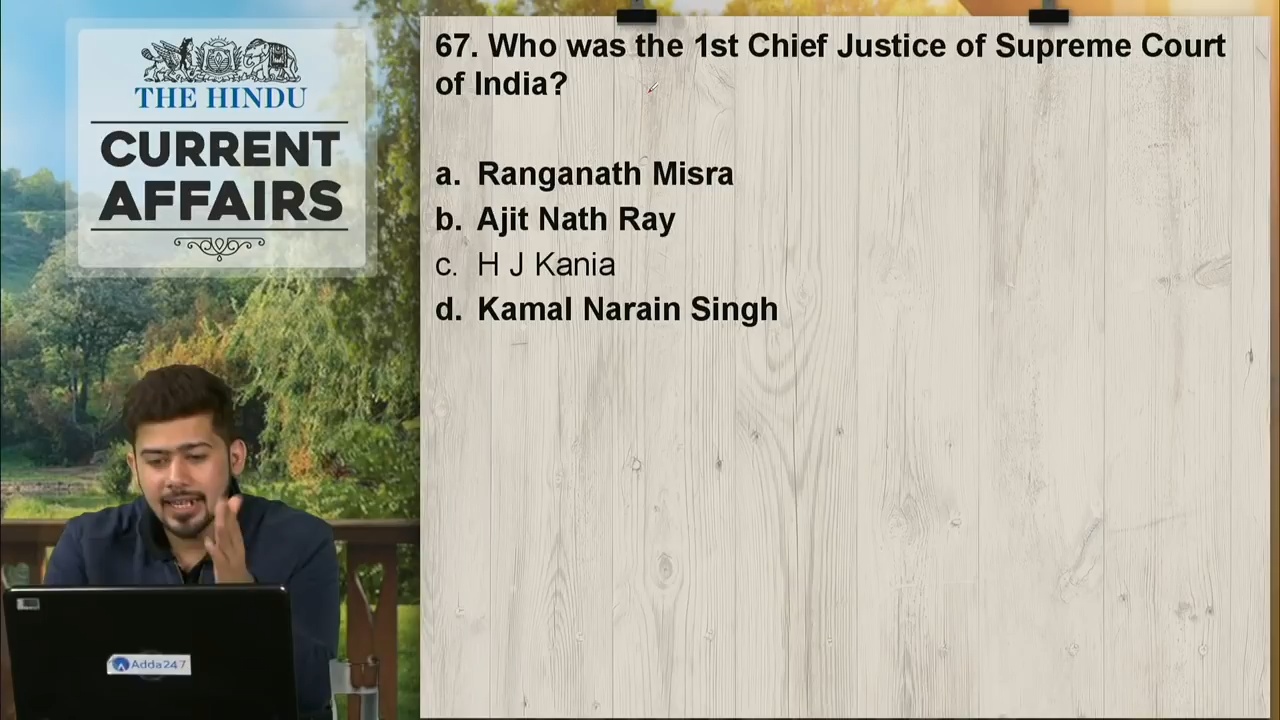 THE HINDU
CURRENT
AFFAIRS
67. Who was the 1st Chief Justice of Supreme Court
of India?
a. Ranganath Misra
b. Ajit Nath Ray
c. H J Kania
d. Kamal Narain Singh
Adda247